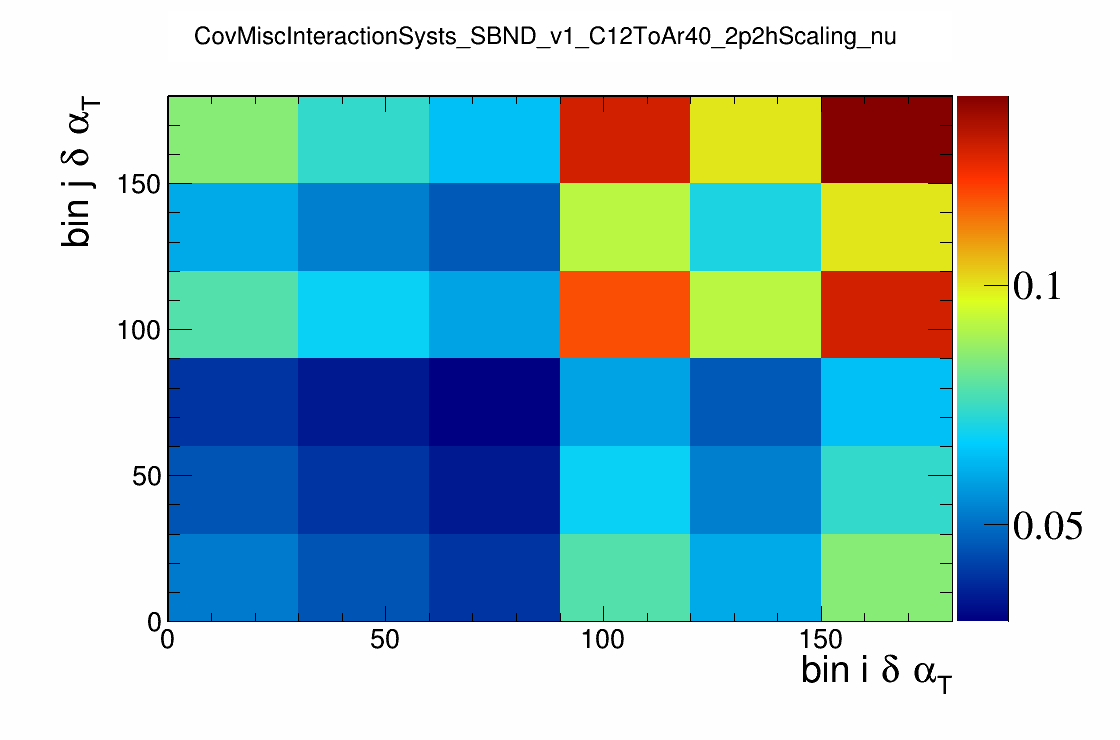 CovMiscInteractionSysts_SBND_v1_C12ToAr40_2p2hScaling_nu
bin j δ α_T
150
100
50
0
0 50 100 150
bin i δ α_T
0.1
0.05